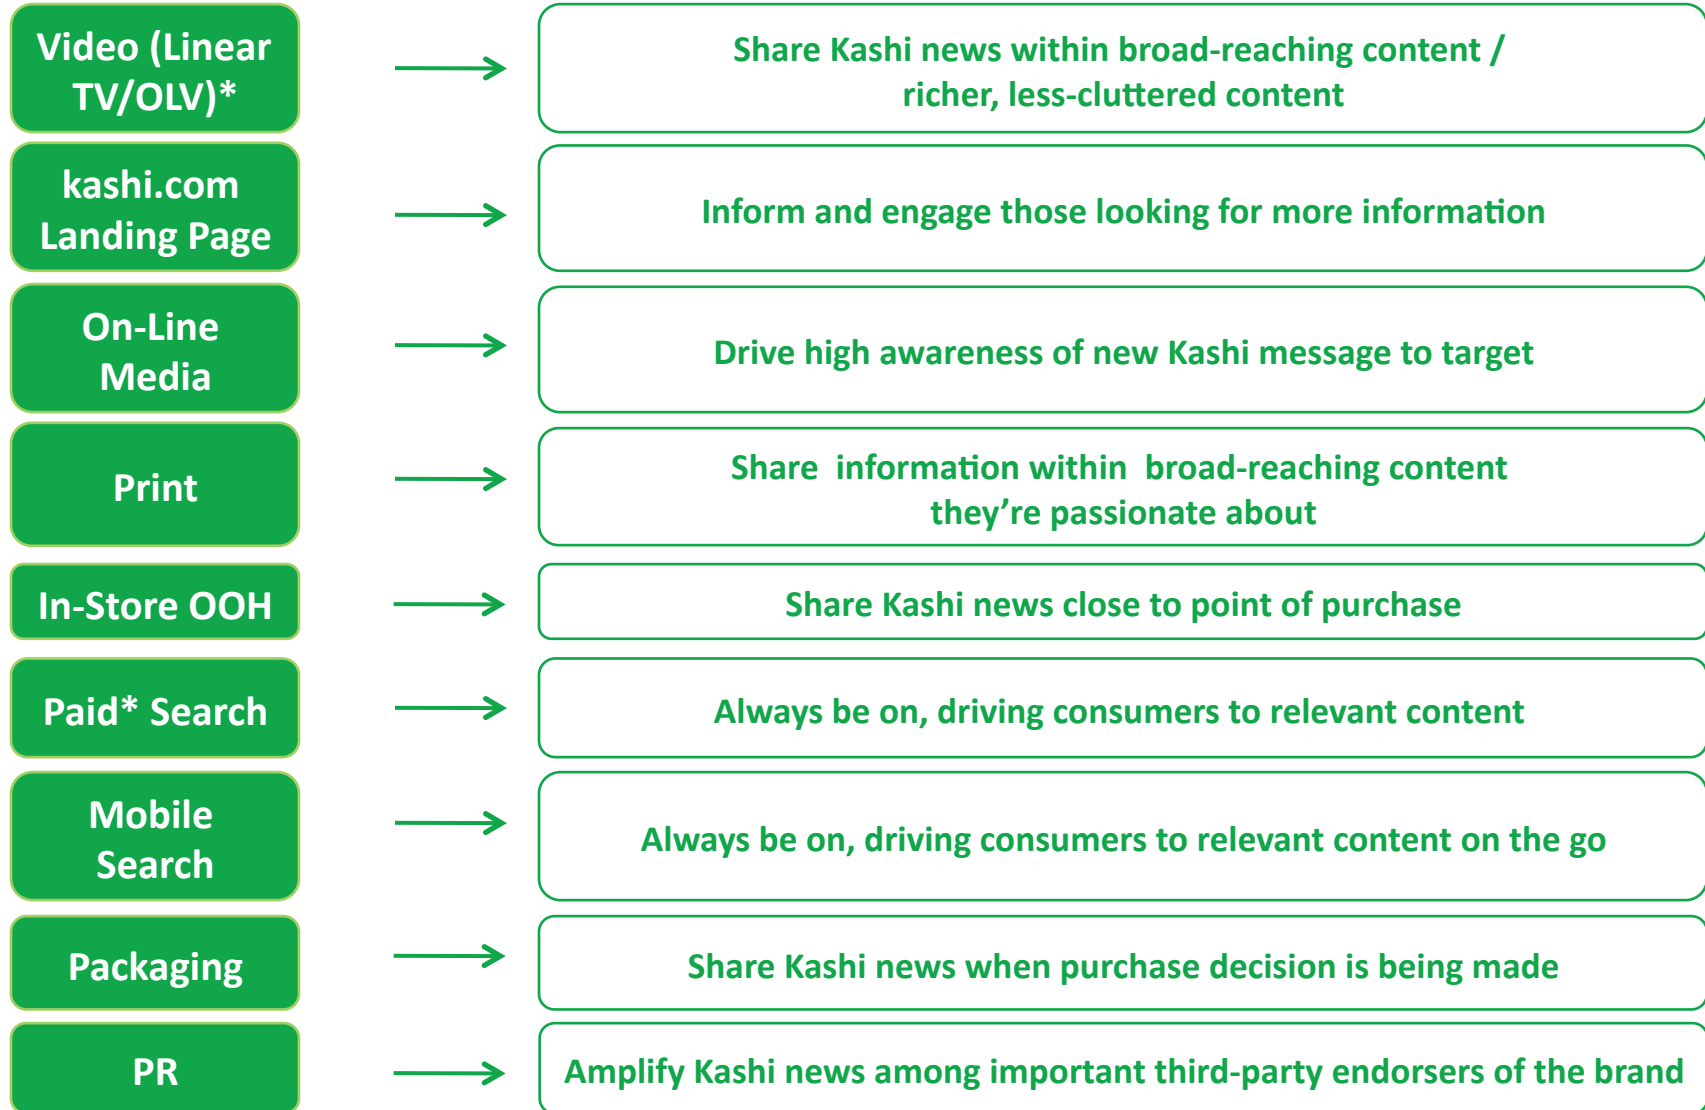 Video (Linear
TV/OLV)*
Share Kashi news within broad-reaching content /
richer, less-cluttered content
kashi.com
Landing Page
Inform and engage those looking for more information
On-Line
Media
Drive high awareness of new Kashi message to target
Print
Share information within broad-reaching content
they’re passionate about
In-Store OOH
Share Kashi news close to point of purchase
Paid* Search
Always be on, driving consumers to relevant content
Mobile
Search
Always be on, driving consumers to relevant content on the go
Packaging
Share Kashi news when purchase decision is being made
PR
Amplify Kashi news among important third-party endorsers of the brand